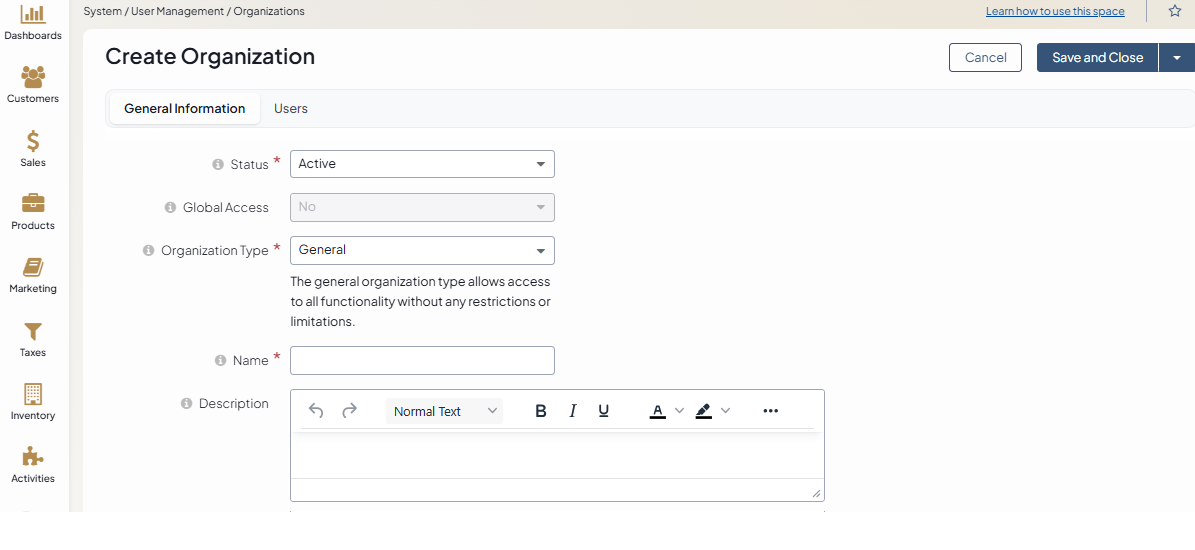 System / User Management / Organizations
Learn how to use this space
Dashboards
Customers
Sales
Products
Marketing
Taxes
Inventory
Activities
Create Organization
Cancel
Save and Close
General Information
Users
Status *
Active
Global Access
No
Organization Type *
General
The general organization type allows access
to all functionality without any restrictions or
limitations.
Name *
Description
Normal Text
B I U A